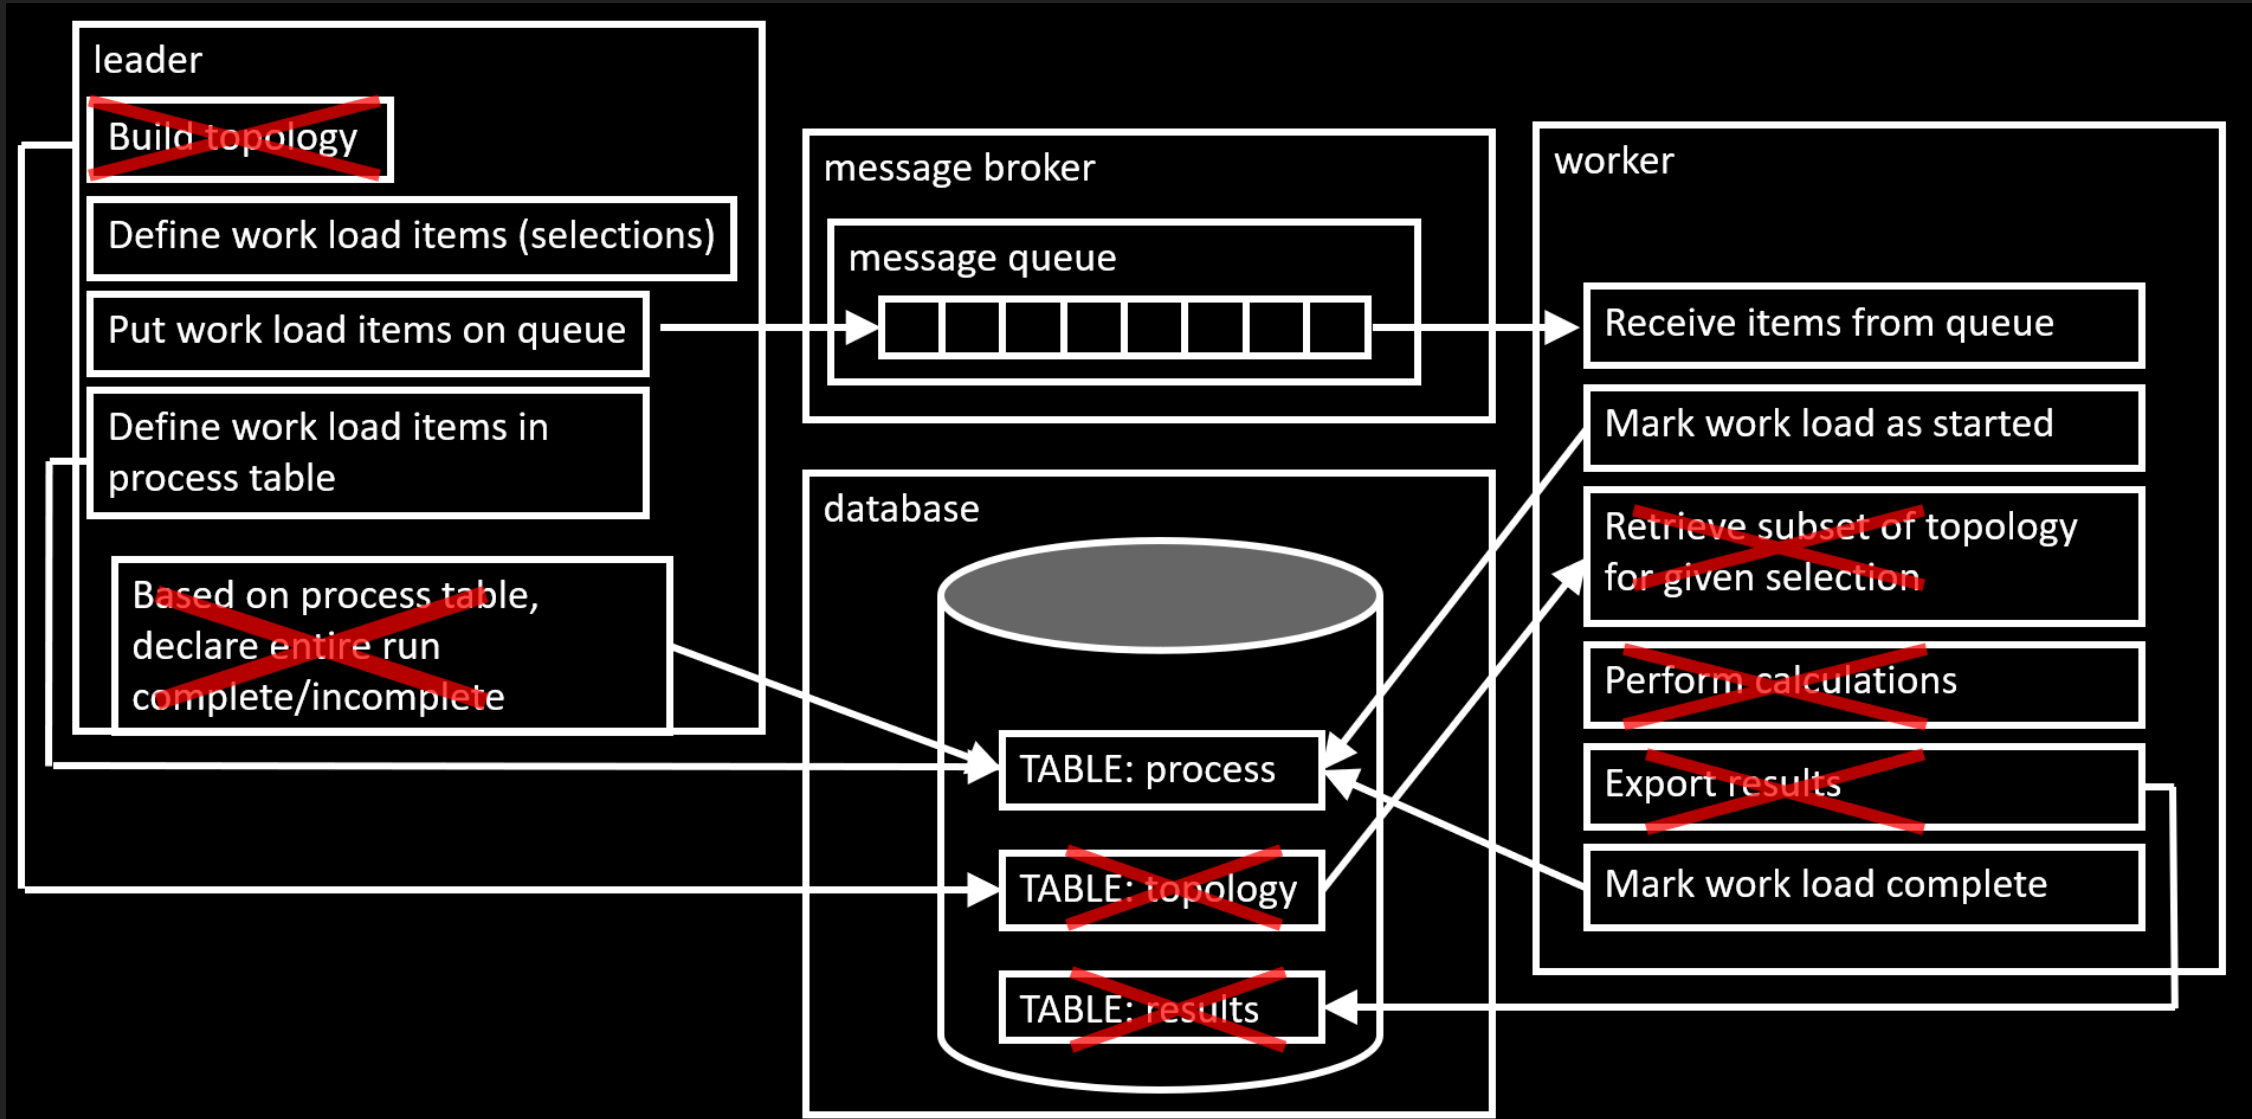 leader
Build topology
Define work load items (selections)
Put work load items on queue
Define work load items in
process table
Based on process table,
declare entire run
complete/incomplete
message broker
message queue
database
TABLE: process
TABLE: topology
TABLE: results
worker
Receive items from queue
Mark work load as started
Retrieve subset of topology
for given selection
Perform calculations
Export results
Mark work load complete